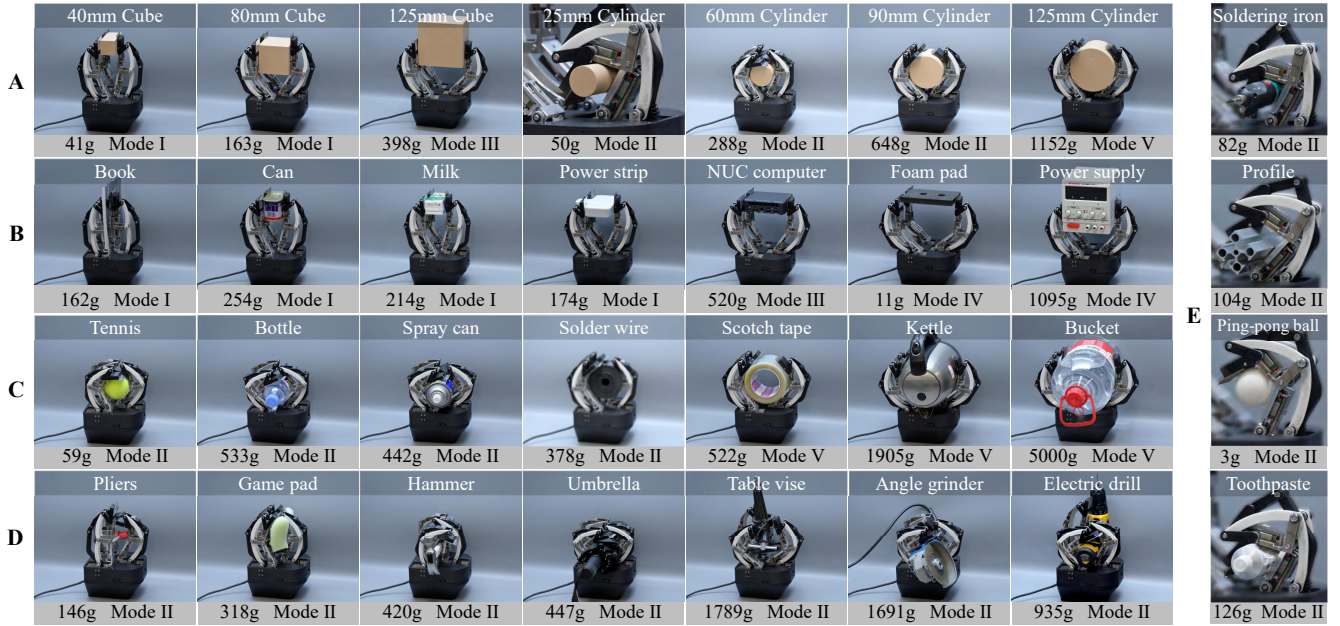 40mm Cube 80mm Cube 125mm Cube 25mm Cylinder 60mm Cylinder 90mm Cylinder 125mm Cylinder Soldering iron
A
41g Mode I 163g Mode I 398g Mode III 50g Mode II 288g Mode II 648g Mode II 1152g Mode V 82g Mode II
Book Can Milk Power strip NUC computer Foam pad Power supply Profile
B
162g Mode I 254g Mode I 214g Mode I 174g Mode I 520g Mode III 11g Mode IV 1095g Mode IV 104g Mode II
Tennis Bottle Spray can Solder wire Scotch tape Kettle Bucket Ping-pong ball
C E
59g Mode II 533g Mode II 442g Mode II 378g Mode II 522g Mode V 1905g Mode V 5000g Mode V 3g Mode II
Pliers Game pad Hammer Umbrella Table vise Angle grinder Electric drill Toothpaste
D
146g Mode II 318g Mode II 420g Mode II 447g Mode II 1789g Mode II 1691g Mode II 935g Mode II 126g Mode II